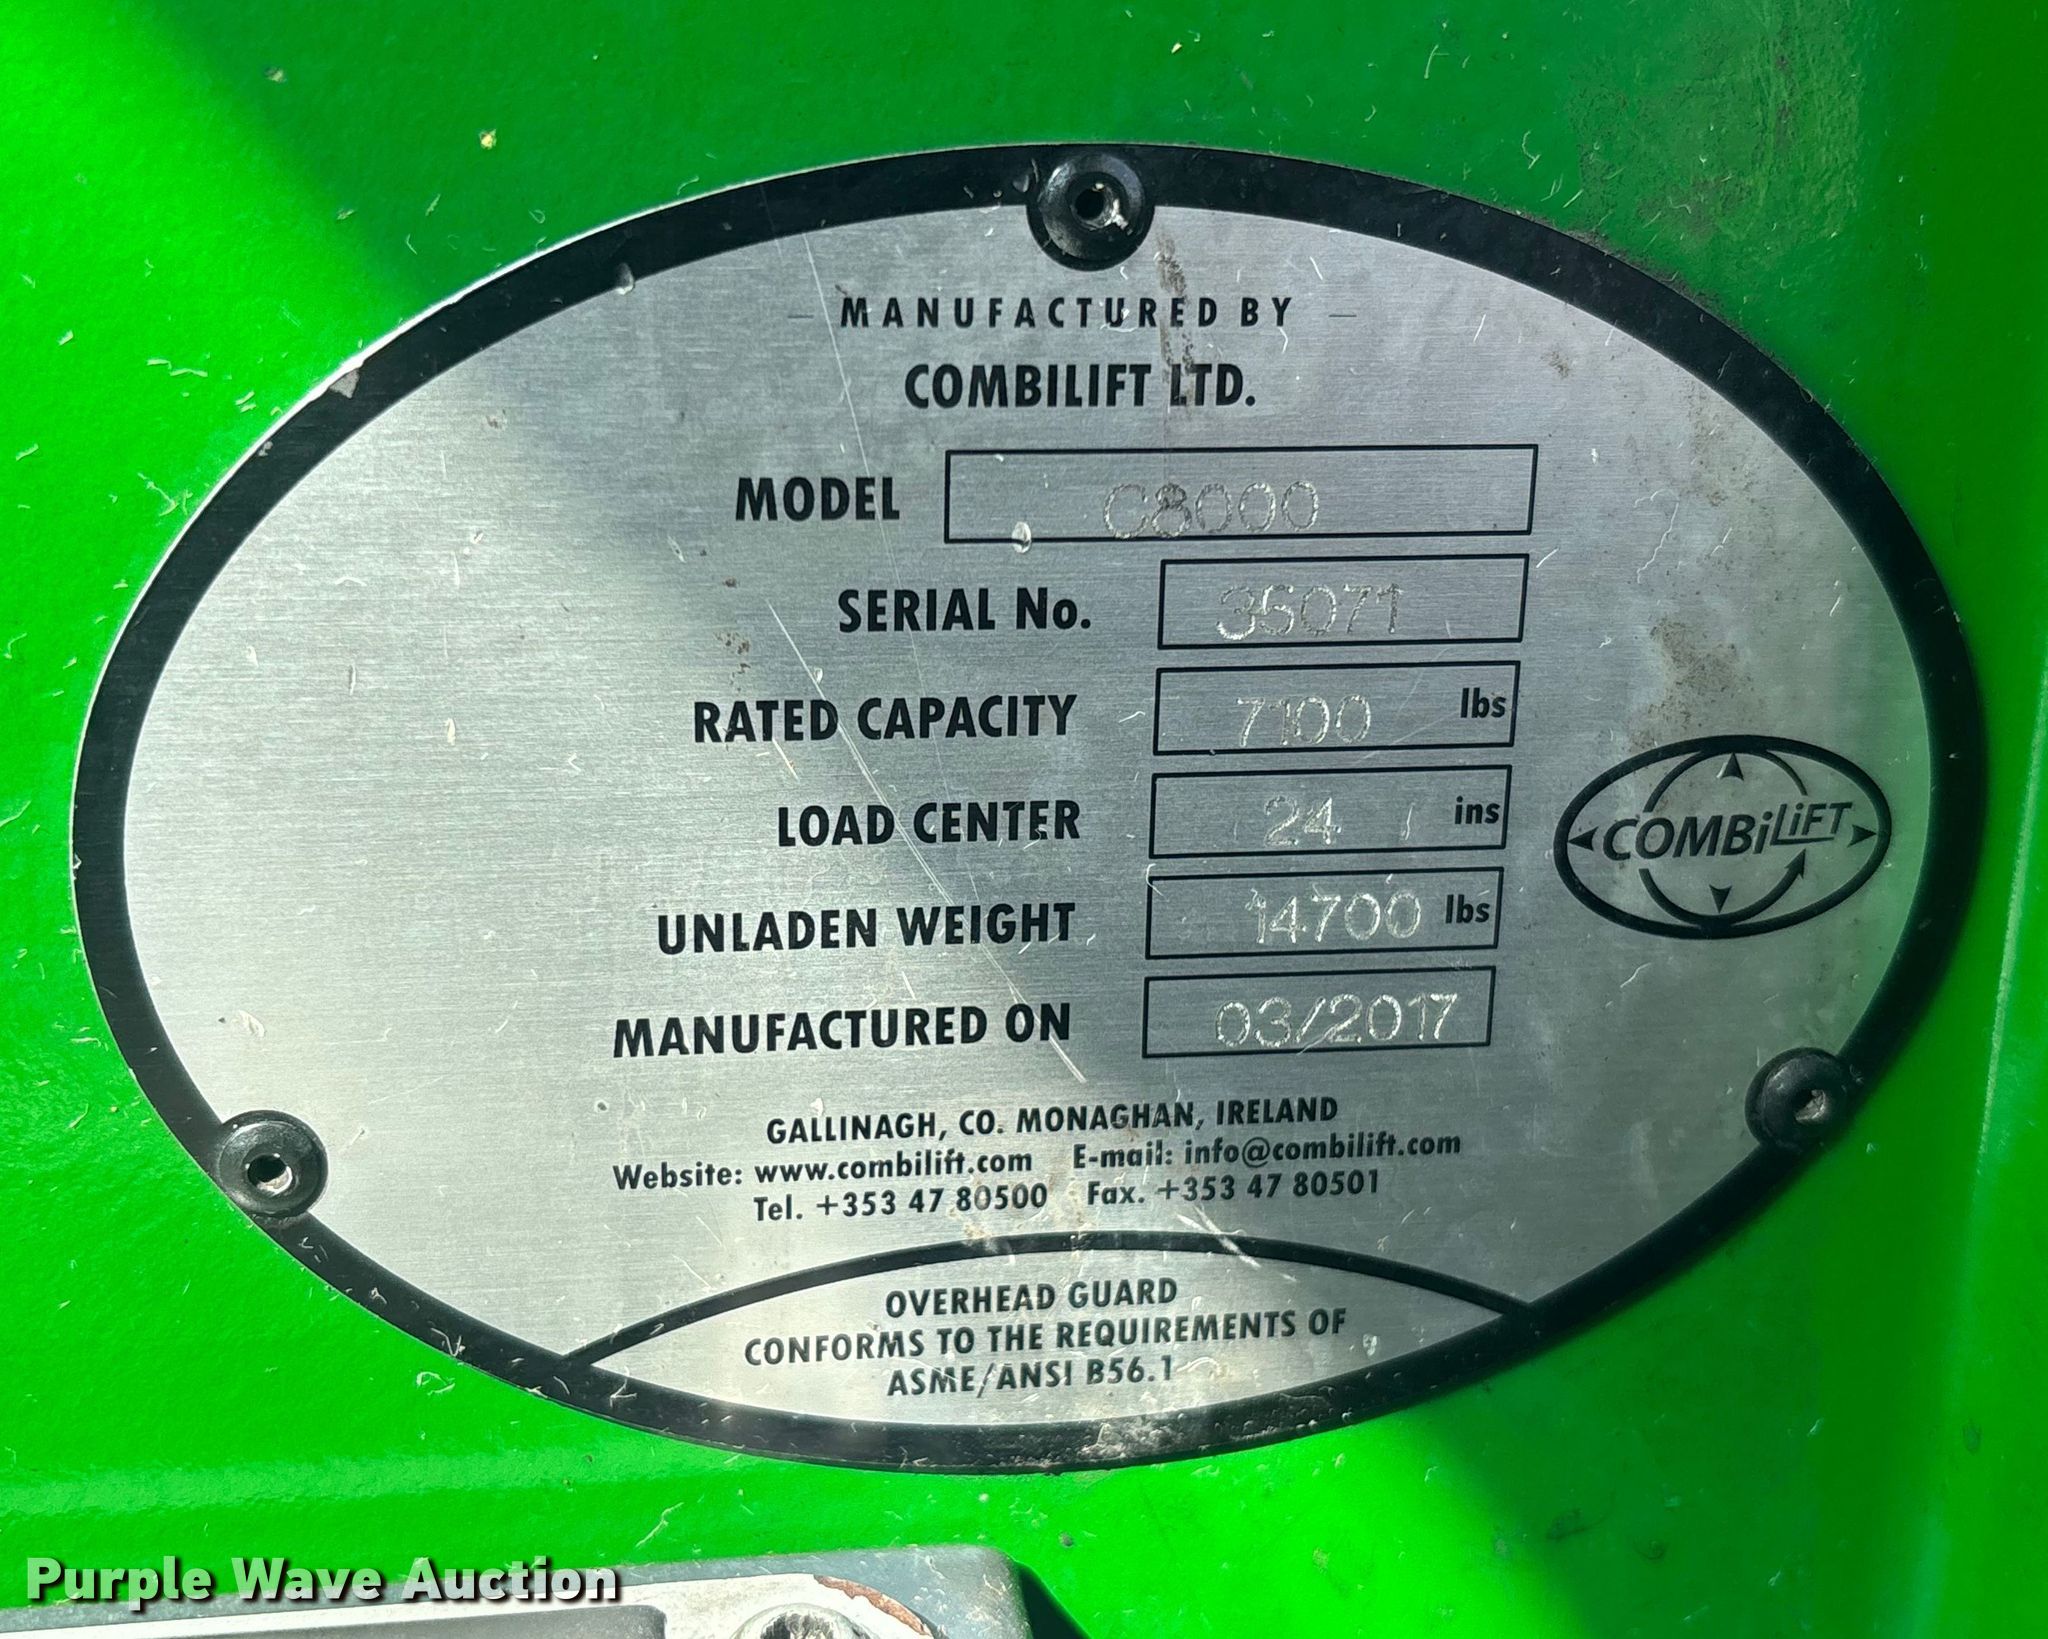 MANUFACTURED BY
COMBILIFT LTD.
MODEL C8000
SERIAL No. 35071
RATED CAPACITY 7100 lbs
LOAD CENTER 24 ins
COMBiLiFT
UNLADEN WEIGHT 14700 lbs
MANUFACTURED ON 03/2017
GALLINAGH, CO. MONAGHAN, IRELAND
Website: www.combilift.com E-mail: info@combilift.com
Tel. +353 47 80500 Fax. +353 47 80501
OVERHEAD GUARD
CONFORMS TO THE REQUIREMENTS OF
ASME/ANSI B56.1
Purple Wave Auction